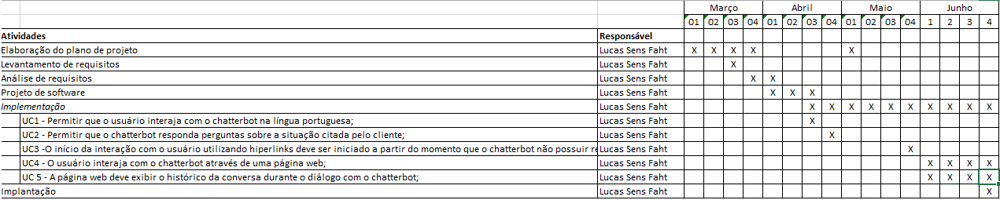 Março Abril Maio Junho
01 02 03 04 01 02 03 04 01 02 03 04 1 2 3 4
Atividades Responsável
Elaboração do plano de projeto Lucas Sens Faht X X X X X
Levantamento de requisitos Lucas Sens Faht X
Análise de requisitos Lucas Sens Faht X X
Projeto de software Lucas Sens Faht X X X
Implementação Lucas Sens Faht X X X X X X X X X X
UC1 - Permitir que o usuário interaja com o chatterbot na língua portuguesa; Lucas Sens Faht X
UC2 - Permitir que o chatterbot responda perguntas sobre a situação citada pelo cliente; Lucas Sens Faht X
UC3 -O início da interação com o usuário utilizando hiperlinks deve ser iniciado a partir do momento que o chatterbot não possuir re Lucas Sens Faht X
UC4 - O usuário interaja com o chatterbot através de uma página web; Lucas Sens Faht X X X X
UC 5 - A página web deve exibir o histórico da conversa durante o diálogo com o chatterbot; Lucas Sens Faht X X X X
Implantação Lucas Sens Faht X